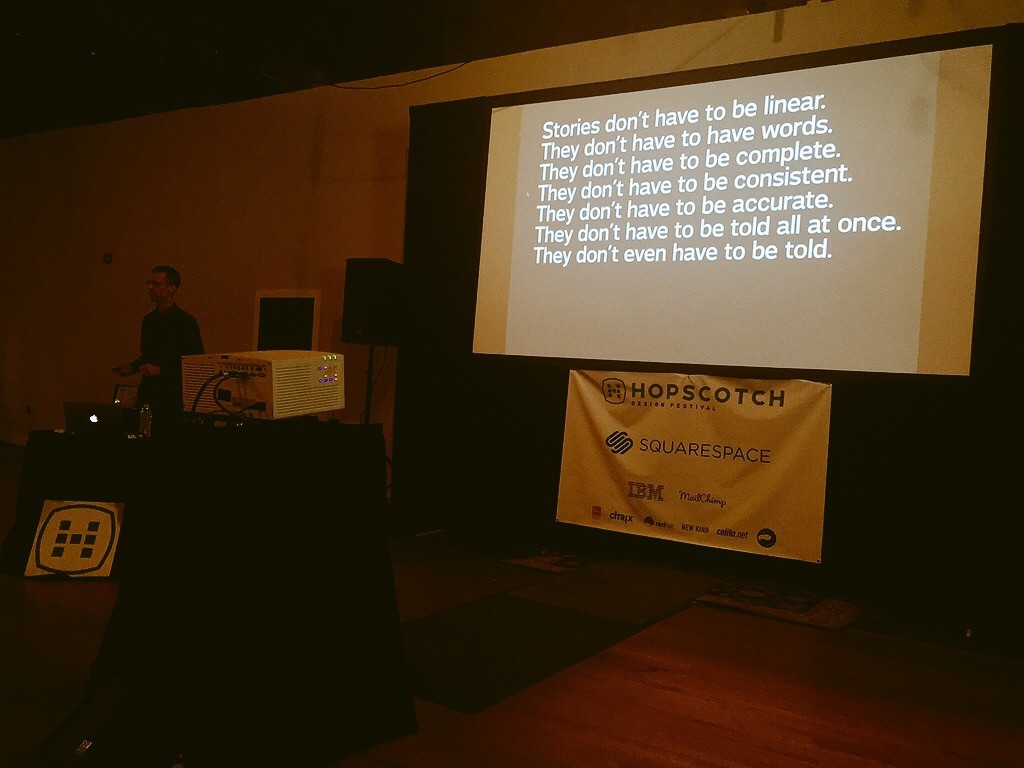 Stories don't have to be linear.
They don't have to have words.
They don't have to be complete.
They don't have to be consistent.
They don't have to be accurate.
They don't have to be told all at once.
They don't even have to be told.
HOPSCOTCH
DESIGN FESTIVAL
SQUARESPACE
IBM MailChimp
CITRIX NEW KIND celito.net